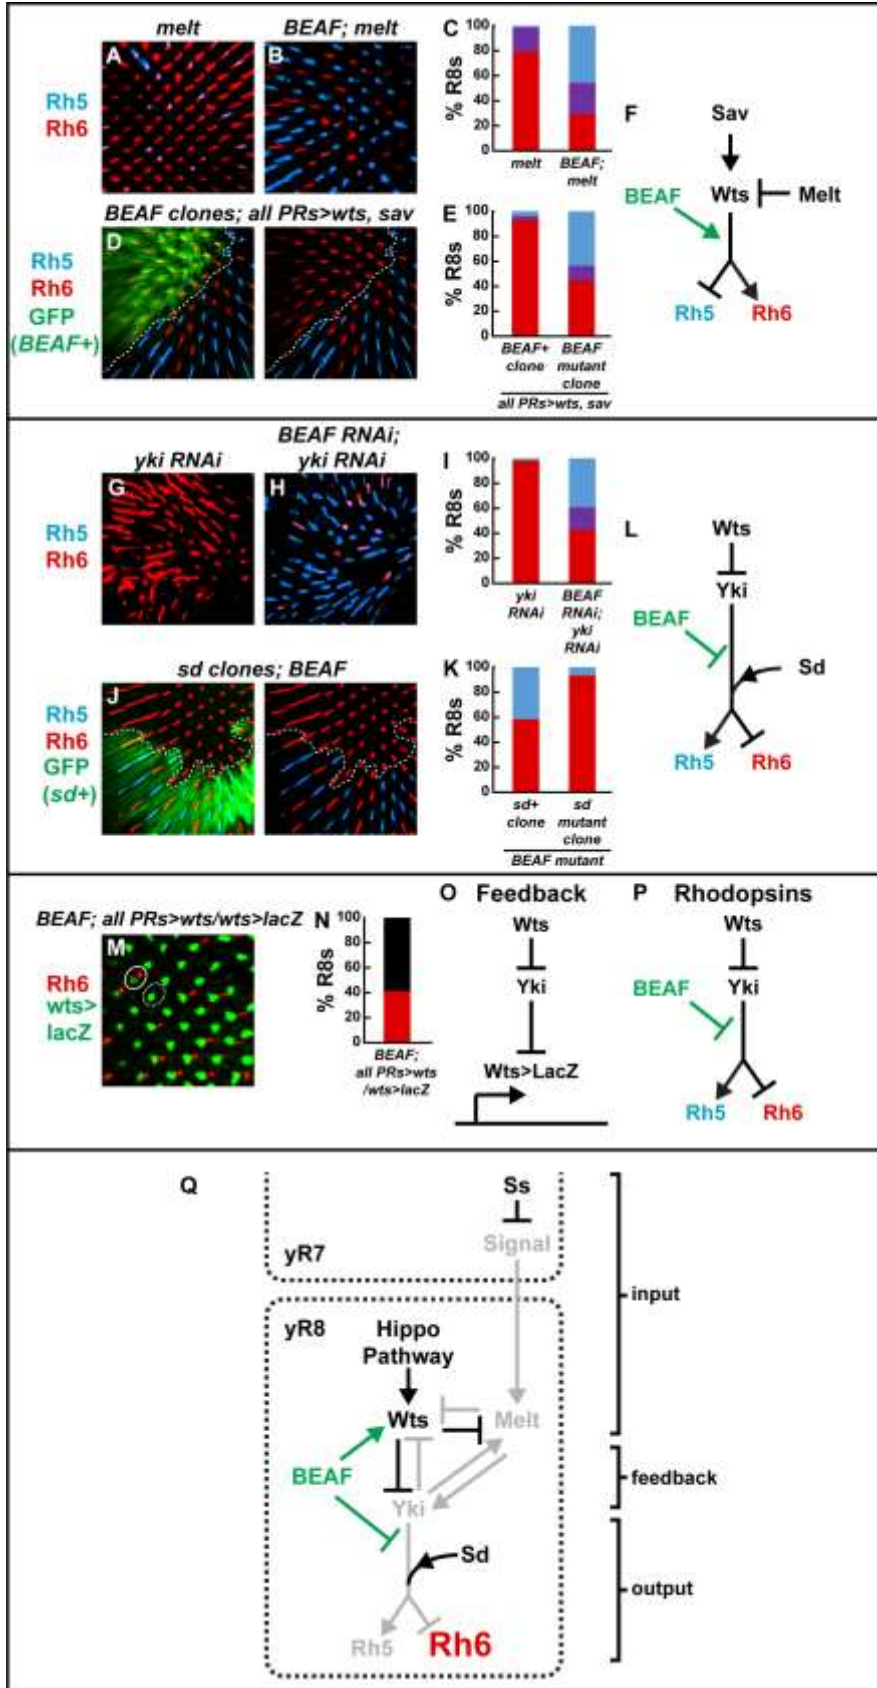 melt
BEAF; melt
A
B
Rh5
Rh6
C
% R8s
100
80
60
40
20
0
melt
BEAF;
melt
BEAF clones; all PRs>wts, sav
D
Rh5
Rh6
GFP
(BEAF+)
E
% R8s
100
80
60
40
20
0
BEAF+
clone
BEAF
mutant
clone
all PRs>wts, sav
F
Sav
Wts
Melt
BEAF
Rh5
Rh6
yki RNAi
BEAF RNAi;
yki RNAi
G
H
Rh5
Rh6
I
% R8s
100
80
60
40
20
0
yki
RNAi
BEAF
RNAi;
yki
RNAi
sd clones; BEAF
J
Rh5
Rh6
GFP
(sd+)
K
% R8s
100
80
60
40
20
0
sd+
clone
sd
mutant
clone
BEAF mutant
L
Wts
Yki
BEAF
Sd
Rh5
Rh6
BEAF; all PRs>wts/wts>lacZ
M
Rh6
wts>
lacZ
N
% R8s
100
80
60
40
20
0
BEAF;
all PRs>wts
/wts>lacZ
O
Feedback
Wts
Yki
Wts>LacZ
P
Rhodopsins
Wts
BEAF
Yki
Rh5
Rh6
Q
Ss
Signal
yR7
input
yR8
Hippo
Pathway
Wts
Melt
BEAF
feedback
Yki
Sd
output
Rh5
Rh6